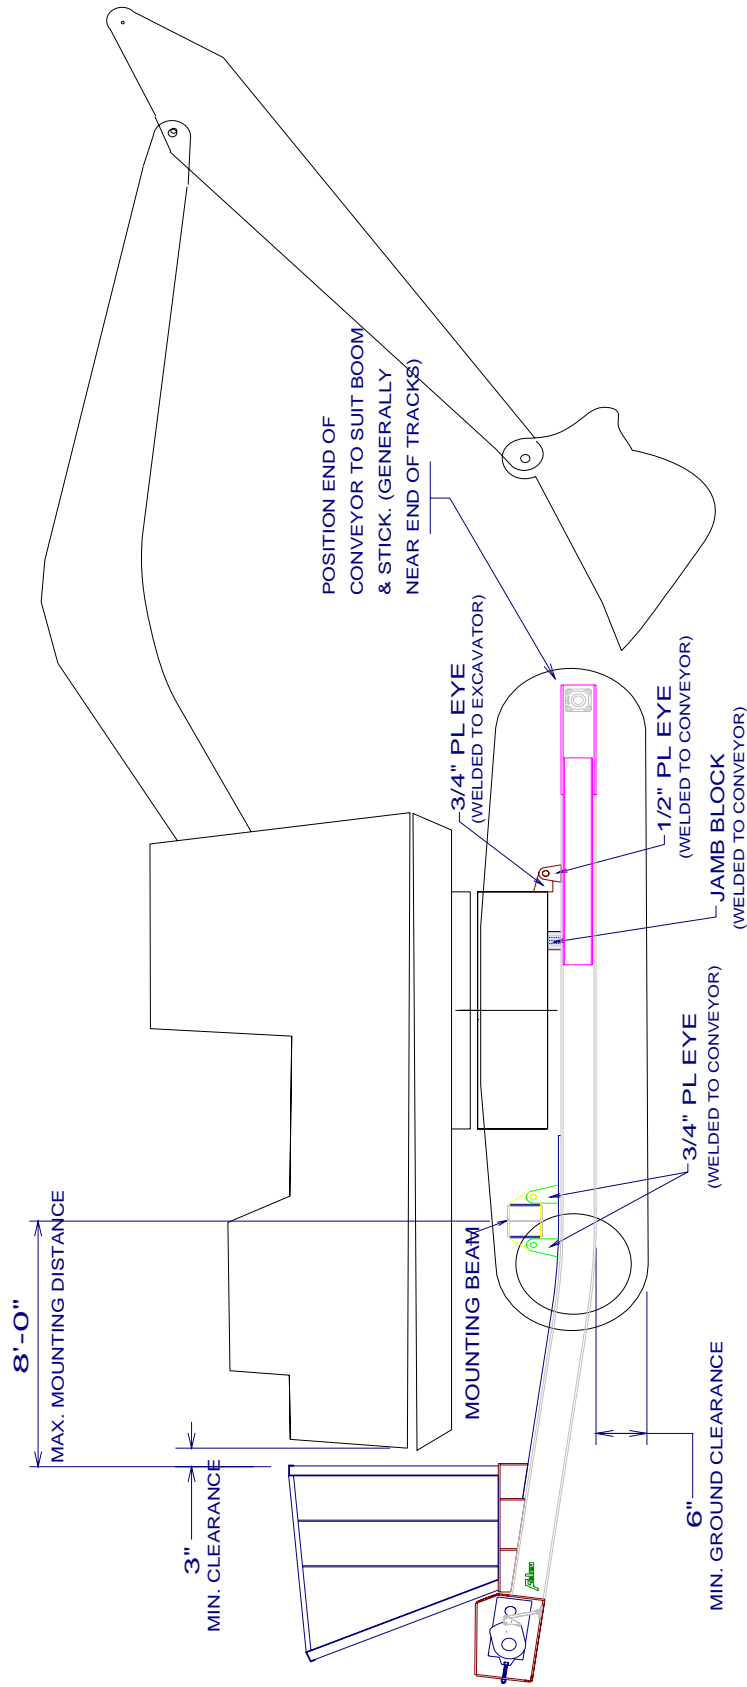 8'-0"
MAX. MOUNTING DISTANCE
3"
MIN. CLEARANCE
POSITION END OF
CONVEYOR TO SUIT BOOM
& STICK. (GENERALLY
NEAR END OF TRACKS)
3/4" PL EYE
(WELDED TO EXCAVATOR)
MOUNTING BEAM
1/2" PL EYE
(WELDED TO CONVEYOR)
JAMB BLOCK
(WELDED TO CONVEYOR)
3/4" PL EYE
(WELDED TO CONVEYOR)
6"
MIN. GROUND CLEARANCE